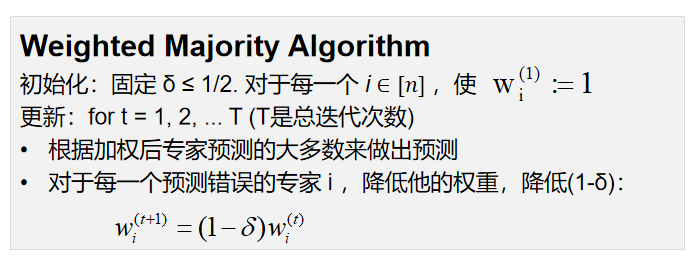 Weighted Majority Algorithm
初始化：固定 δ ≤ 1/2. 对于每一个 i ∈ [n] ，使 w_i^(1) := 1
更新：for t = 1, 2, ... T (T是总迭代次数)
• 根据加权后专家预测的大多数来做出预测
• 对于每一个预测错误的专家 i ，降低他的权重，降低(1-δ)：
w_i^(t+1) = (1−δ)w_i^(t)